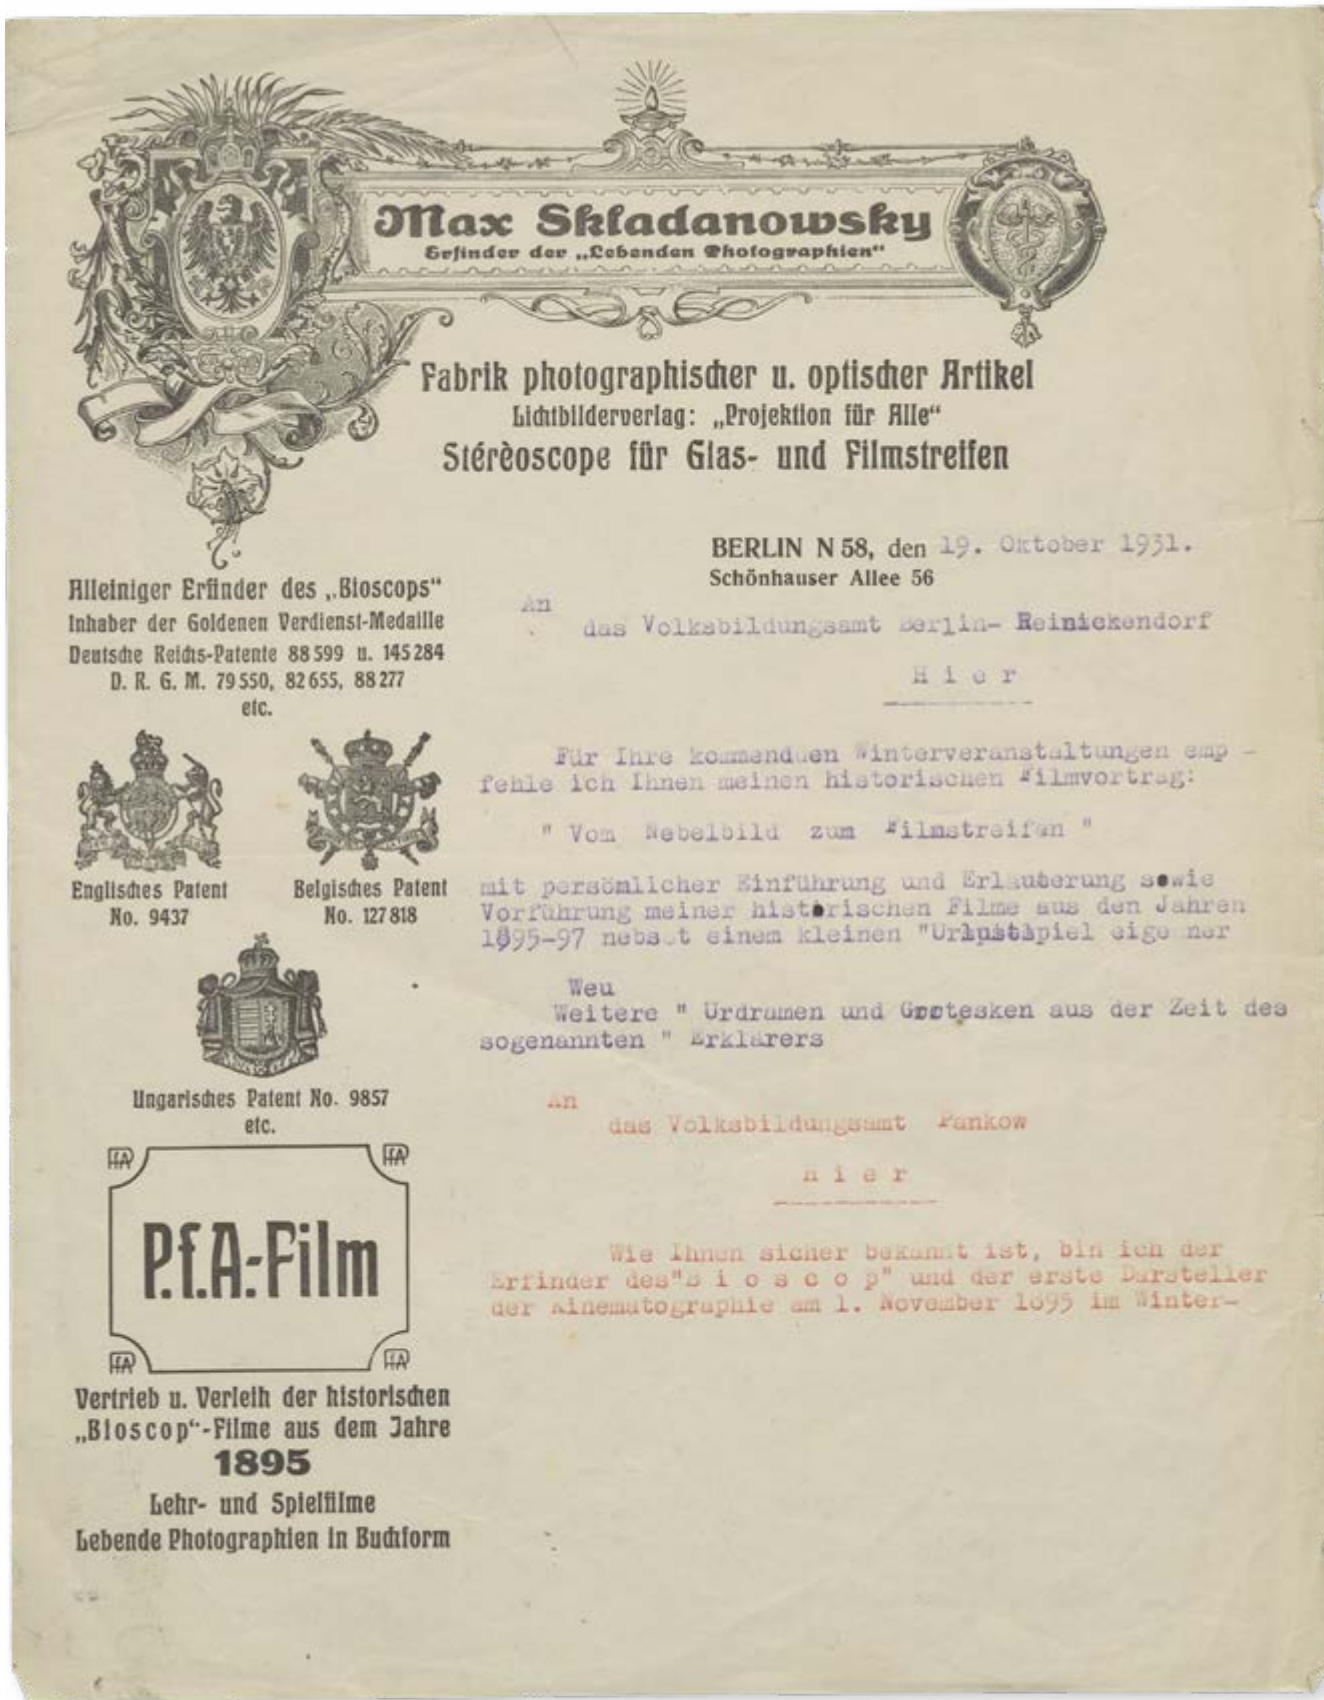 Max Skladanowsky
Erfinder der „Lebenden Photographien“
Fabrik photographischer u. optischer Artikel
Lichtbilderverlag: „Projektion für Alle“
Stérèoscope für Glas- und Filmstreifen
BERLIN N 58, den 19. Oktober 1931.
Schönhauser Allee 56
An
das Volksbildungsamt Berlin- Reinickendorf
H i e r
Für Ihre kommenden Winterveranstaltungen emp -
fehle ich Ihnen meinen historischen Filmvortrag:
" Vom Nebelbild zum Filmstreifen "
mit persömlicher Einführung und Erläuterung sowie
Vorführung meiner historischen Filme aus den Jahren
1895-97 nebst einem kleinen eige ner
Weu
Weitere " Urdramen und Grotesken aus der Zeit des
sogenannten " Erklärers
An
das Volksbildungsamt Pankow
H i e r
Wie Ihnen sicher bekannt ist, bin ich der
Erfinder des"B i o s c o p" und der erste Darsteller
der Kinematographie am 1. November 1895 im Winter-
Alleiniger Erfinder des „Bioscops“
Inhaber der Goldenen Verdienst-Medaille
Deutsche Reichs-Patente 88 599 u. 145 284
D. R. G. M. 79 550, 82 655, 88 277
etc.
Englisches Patent
No. 9437
Belgisches Patent
No. 127 818
Ungarisches Patent No. 9857
etc.
PfA
PfA
P.f.A.-Film
PfA
PfA
Vertrieb u. Verleih der historischen
„Bioscop“-Filme aus dem Jahre
1895
Lehr- und Spielfilme
Lebende Photographien in Buchform